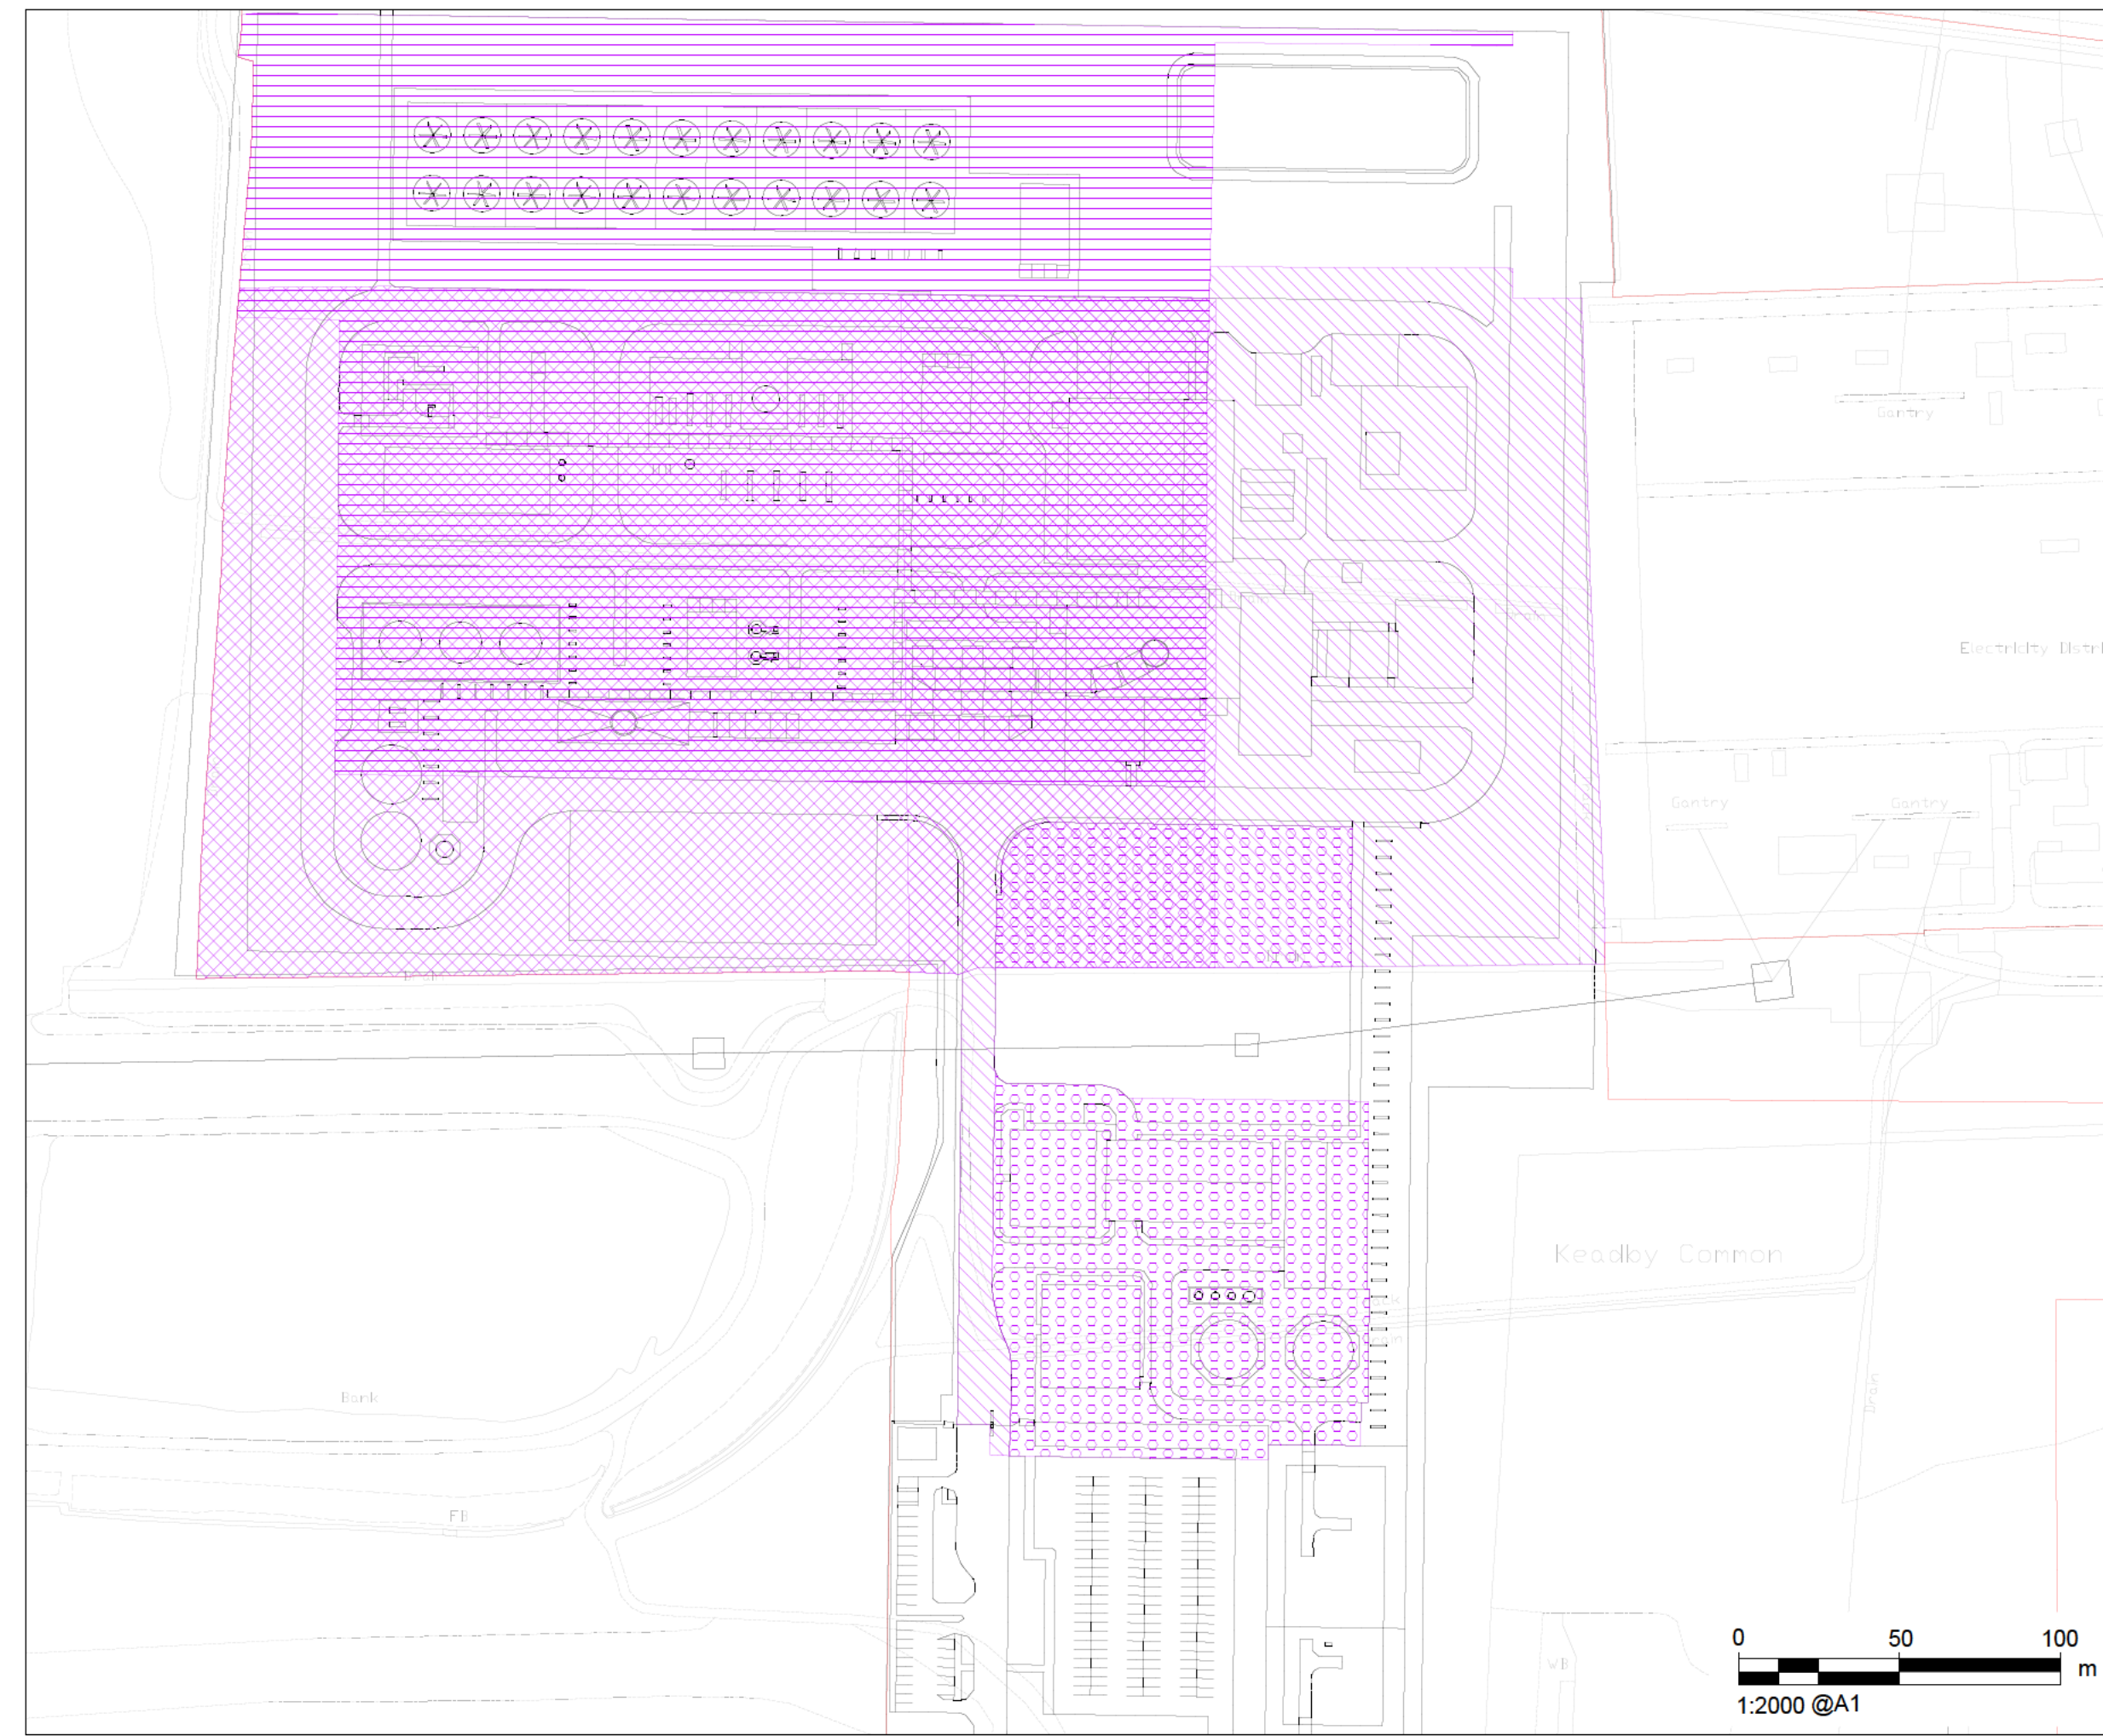 Gantry
Electricity Distri
Gantry
Gantry
Keadby Common
Bank
Drain
FB
WB
0 50 100
m
1:2000 @A1